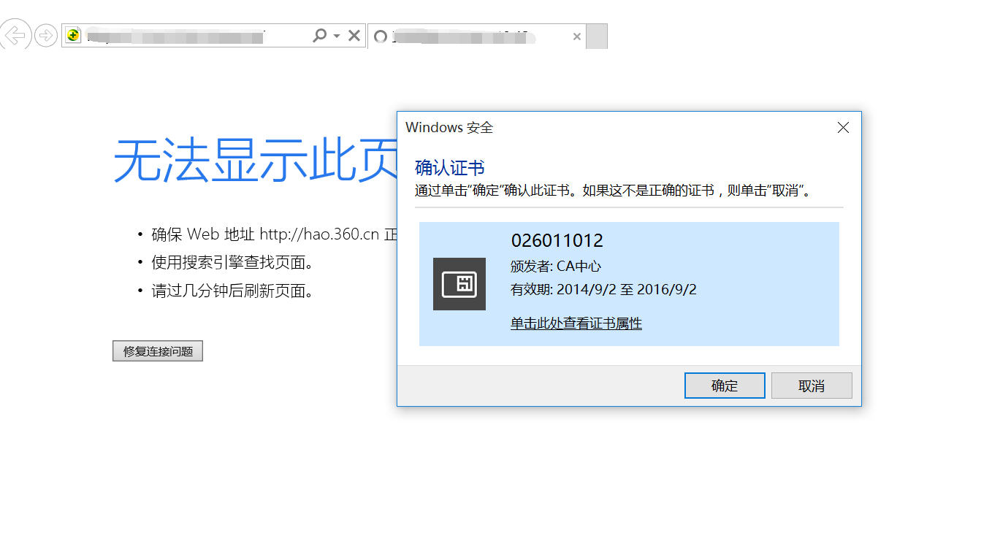 无法显示此页
Windows 安全
确认证书
通过单击“确定”确认此证书。如果这不是正确的证书，则单击“取消”。
• 确保 Web 地址 http://hao.360.cn 正
• 使用搜索引擎查找页面。
• 请过几分钟后刷新页面。
修复连接问题
026011012
颁发者: CA中心
有效期: 2014/9/2 至 2016/9/2
单击此处查看证书属性
确定
取消